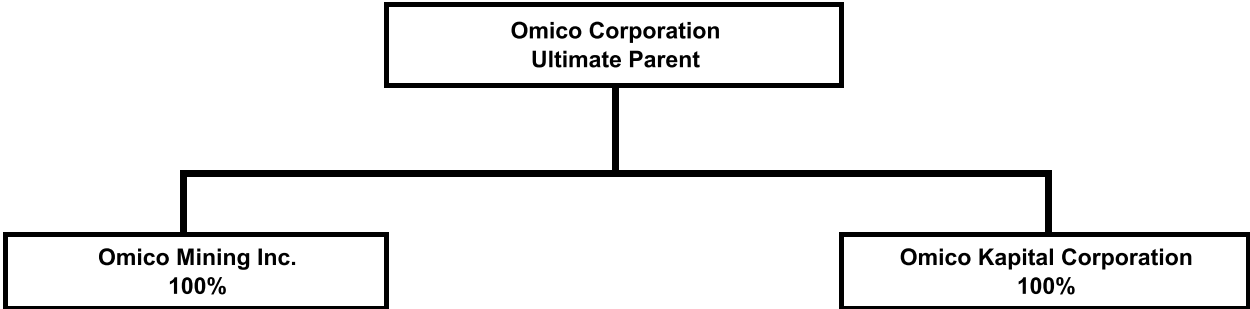 Omico Corporation
Ultimate Parent
Omico Mining Inc.
100%
Omico Kapital Corporation
100%